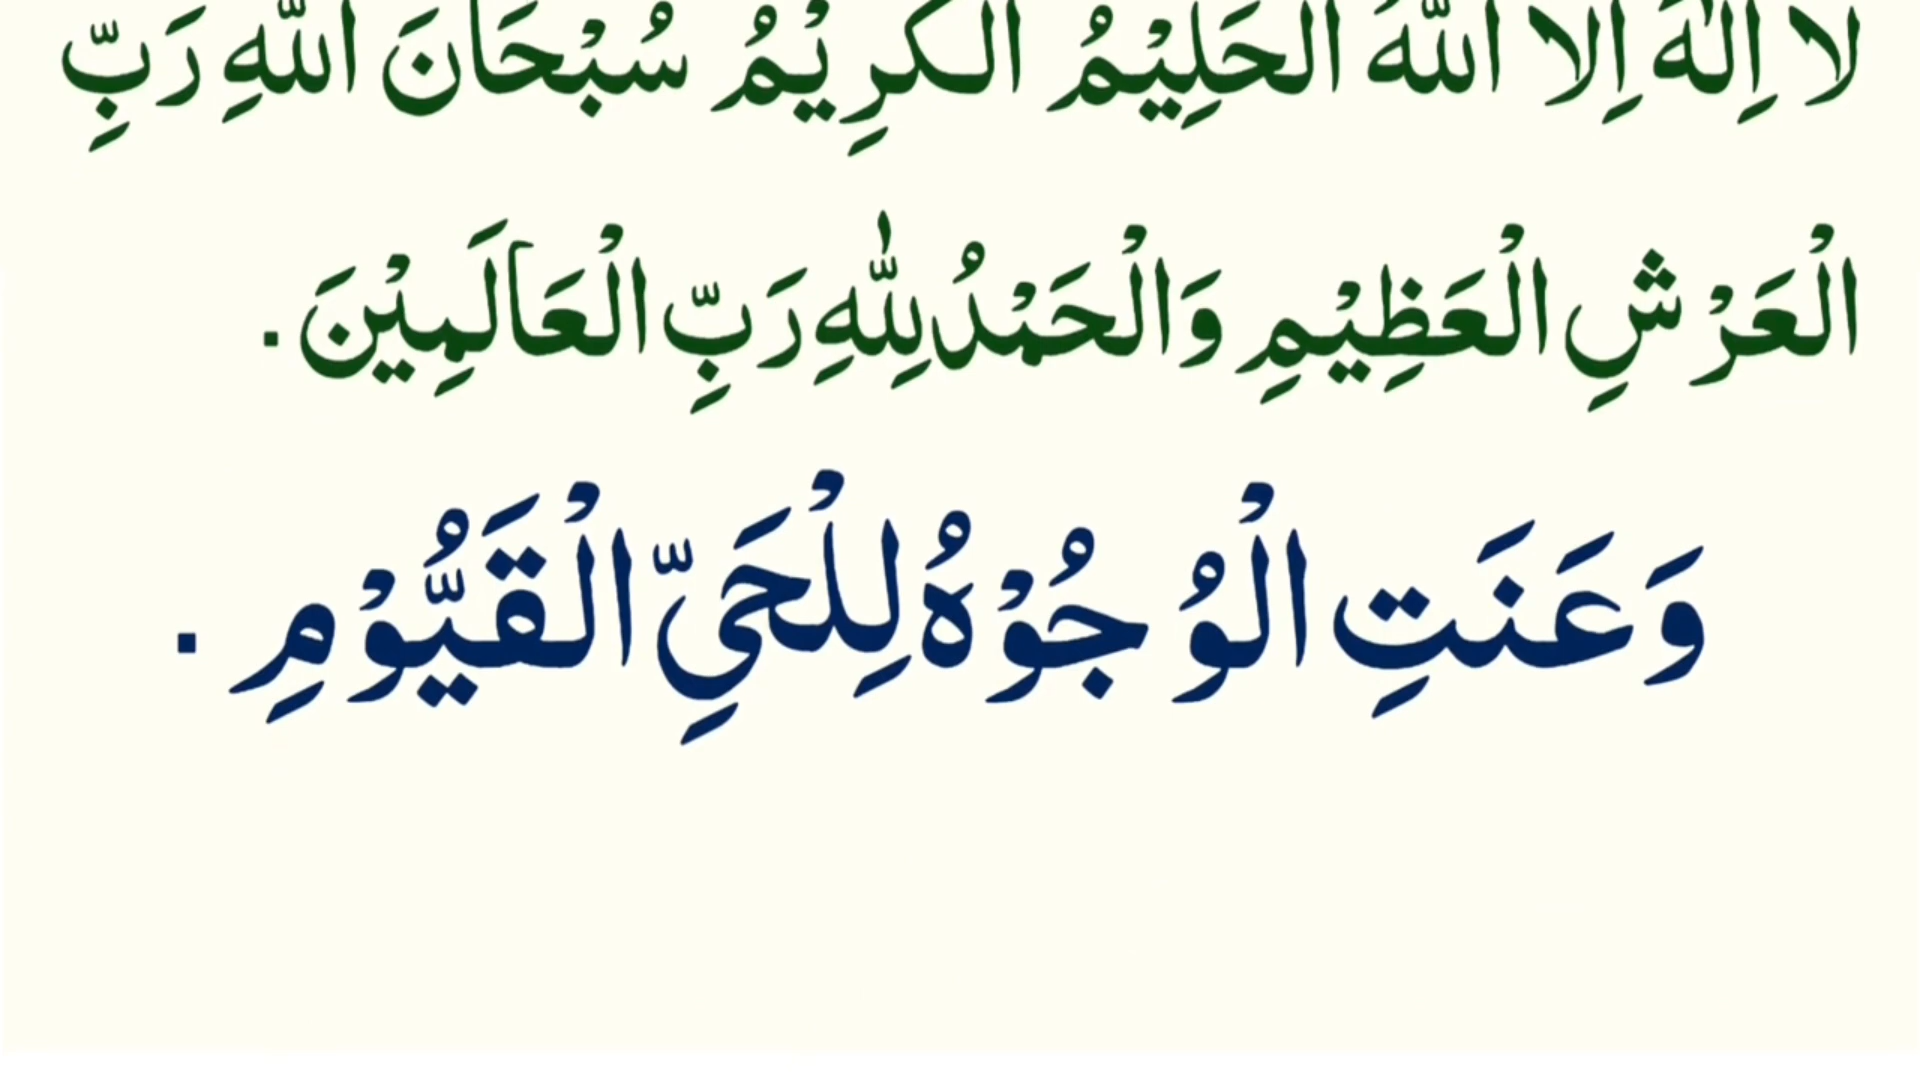 لَا اِلٰهَ اِلَّا اللّٰهُ الْحَلِيْمُ الْكَرِيْمُ سُبْحَانَ اللّٰهِ رَبِّ
الْعَرْشِ الْعَظِيْمِ وَالْحَمْدُ لِلّٰهِ رَبِّ الْعَالَمِيْنَ .
وَعَنَتِ الْوُجُوْهُ لِلْحَيِّ الْقَيُّوْمِ .